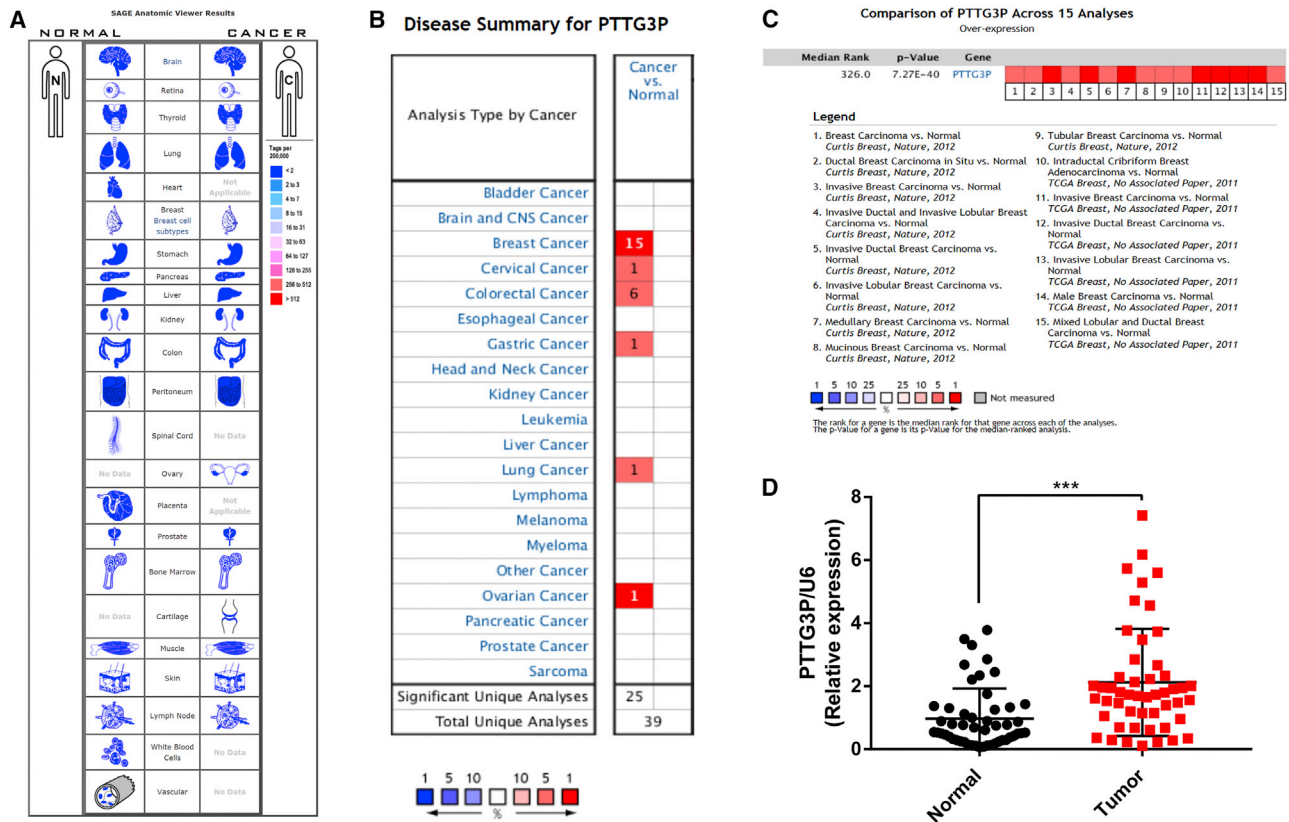 A
SAGE Anatomic Viewer Results
NORMAL CANCER
N
C
Brain
Retina
Thyroid
Lung
Heart Not Applicable
Breast
Breast cell subtypes
Stomach
Pancreas
Liver
Kidney
Colon
Peritoneum
Spinal Cord No Data
No Data Ovary
Placenta Not Applicable
Prostate
Bone Marrow
No Data Cartilage
Muscle
Skin
Lymph Node
White Blood Cells No Data
Vascular No Data
Tags per
200,000
< 2
2 to 3
4 to 7
8 to 15
16 to 31
32 to 63
64 to 127
128 to 255
256 to 512
> 512
B
Disease Summary for PTTG3P
Analysis Type by Cancer
Cancer
vs.
Normal
Bladder Cancer
Brain and CNS Cancer
Breast Cancer 15
Cervical Cancer 1
Colorectal Cancer 6
Esophageal Cancer
Gastric Cancer 1
Head and Neck Cancer
Kidney Cancer
Leukemia
Liver Cancer
Lung Cancer 1
Lymphoma
Melanoma
Myeloma
Other Cancer
Ovarian Cancer 1
Pancreatic Cancer
Prostate Cancer
Sarcoma
Significant Unique Analyses 25
Total Unique Analyses 39
1 5 10 10 5 1
%
C
Comparison of PTTG3P Across 15 Analyses
Over-expression
Median Rank p-Value Gene
326.0 7.27E-40 PTTG3P
1 2 3 4 5 6 7 8 9 10 11 12 13 14 15
Legend
1. Breast Carcinoma vs. Normal
Curtis Breast, Nature, 2012
2. Ductal Breast Carcinoma in Situ vs. Normal
Curtis Breast, Nature, 2012
3. Invasive Breast Carcinoma vs. Normal
Curtis Breast, Nature, 2012
4. Invasive Ductal and Invasive Lobular Breast
Carcinoma vs. Normal
Curtis Breast, Nature, 2012
5. Invasive Ductal Breast Carcinoma vs.
Normal
Curtis Breast, Nature, 2012
6. Invasive Lobular Breast Carcinoma vs.
Normal
Curtis Breast, Nature, 2012
7. Medullary Breast Carcinoma vs. Normal
Curtis Breast, Nature, 2012
8. Mucinous Breast Carcinoma vs. Normal
Curtis Breast, Nature, 2012
9. Tubular Breast Carcinoma vs. Normal
Curtis Breast, Nature, 2012
10. Intraductal Cribriform Breast
Adenocarcinoma vs. Normal
TCGA Breast, No Associated Paper, 2011
11. Invasive Breast Carcinoma vs. Normal
TCGA Breast, No Associated Paper, 2011
12. Invasive Ductal Breast Carcinoma vs.
Normal
TCGA Breast, No Associated Paper, 2011
13. Invasive Lobular Breast Carcinoma vs.
Normal
TCGA Breast, No Associated Paper, 2011
14. Male Breast Carcinoma vs. Normal
TCGA Breast, No Associated Paper, 2011
15. Mixed Lobular and Ductal Breast
Carcinoma vs. Normal
TCGA Breast, No Associated Paper, 2011
1 5 10 25 25 10 5 1
%
Not measured
The rank for a gene is the median rank for that gene across each of the analyses.
The p-Value for a gene is its p-Value for the median-ranked analysis.
D
***
PTTG3P/U6
(Relative expression)
8
6
4
2
0
Normal
Tumor